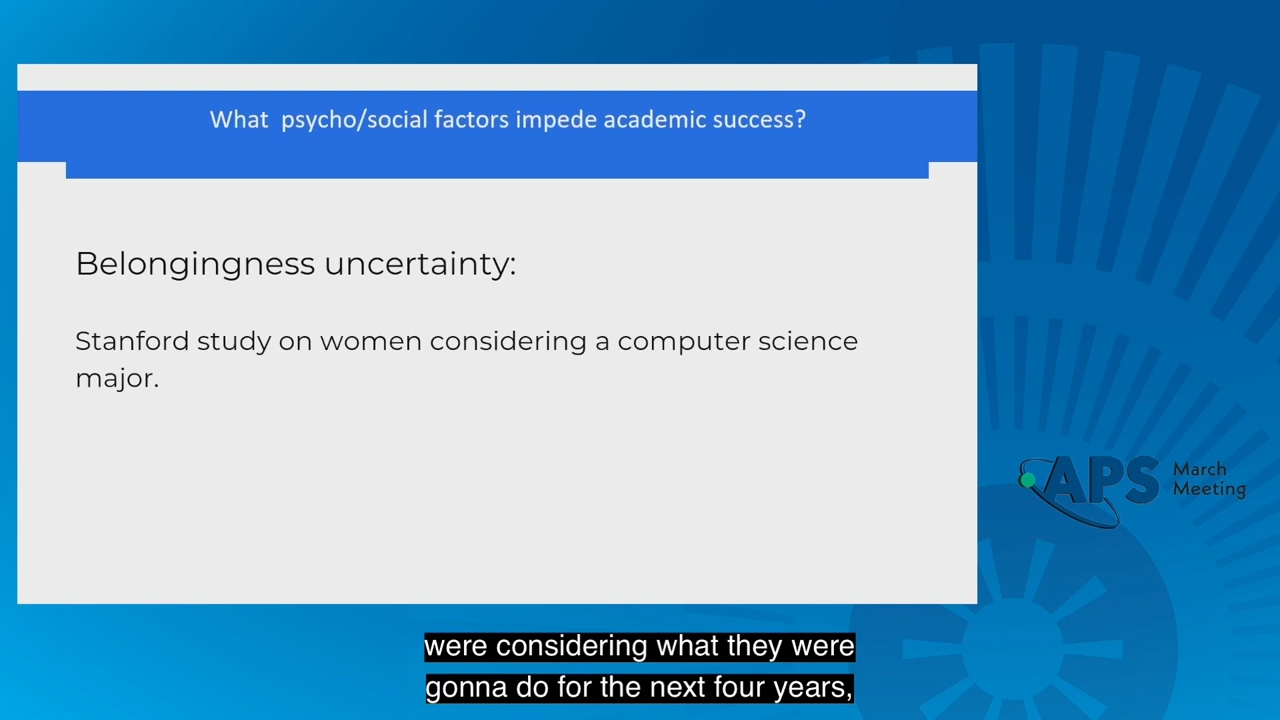 What  psycho/social factors impede academic success?
Belongingness uncertainty:
Stanford study on women considering a computer science
major.
APS March
Meeting
were considering what they were
gonna do for the next four years,